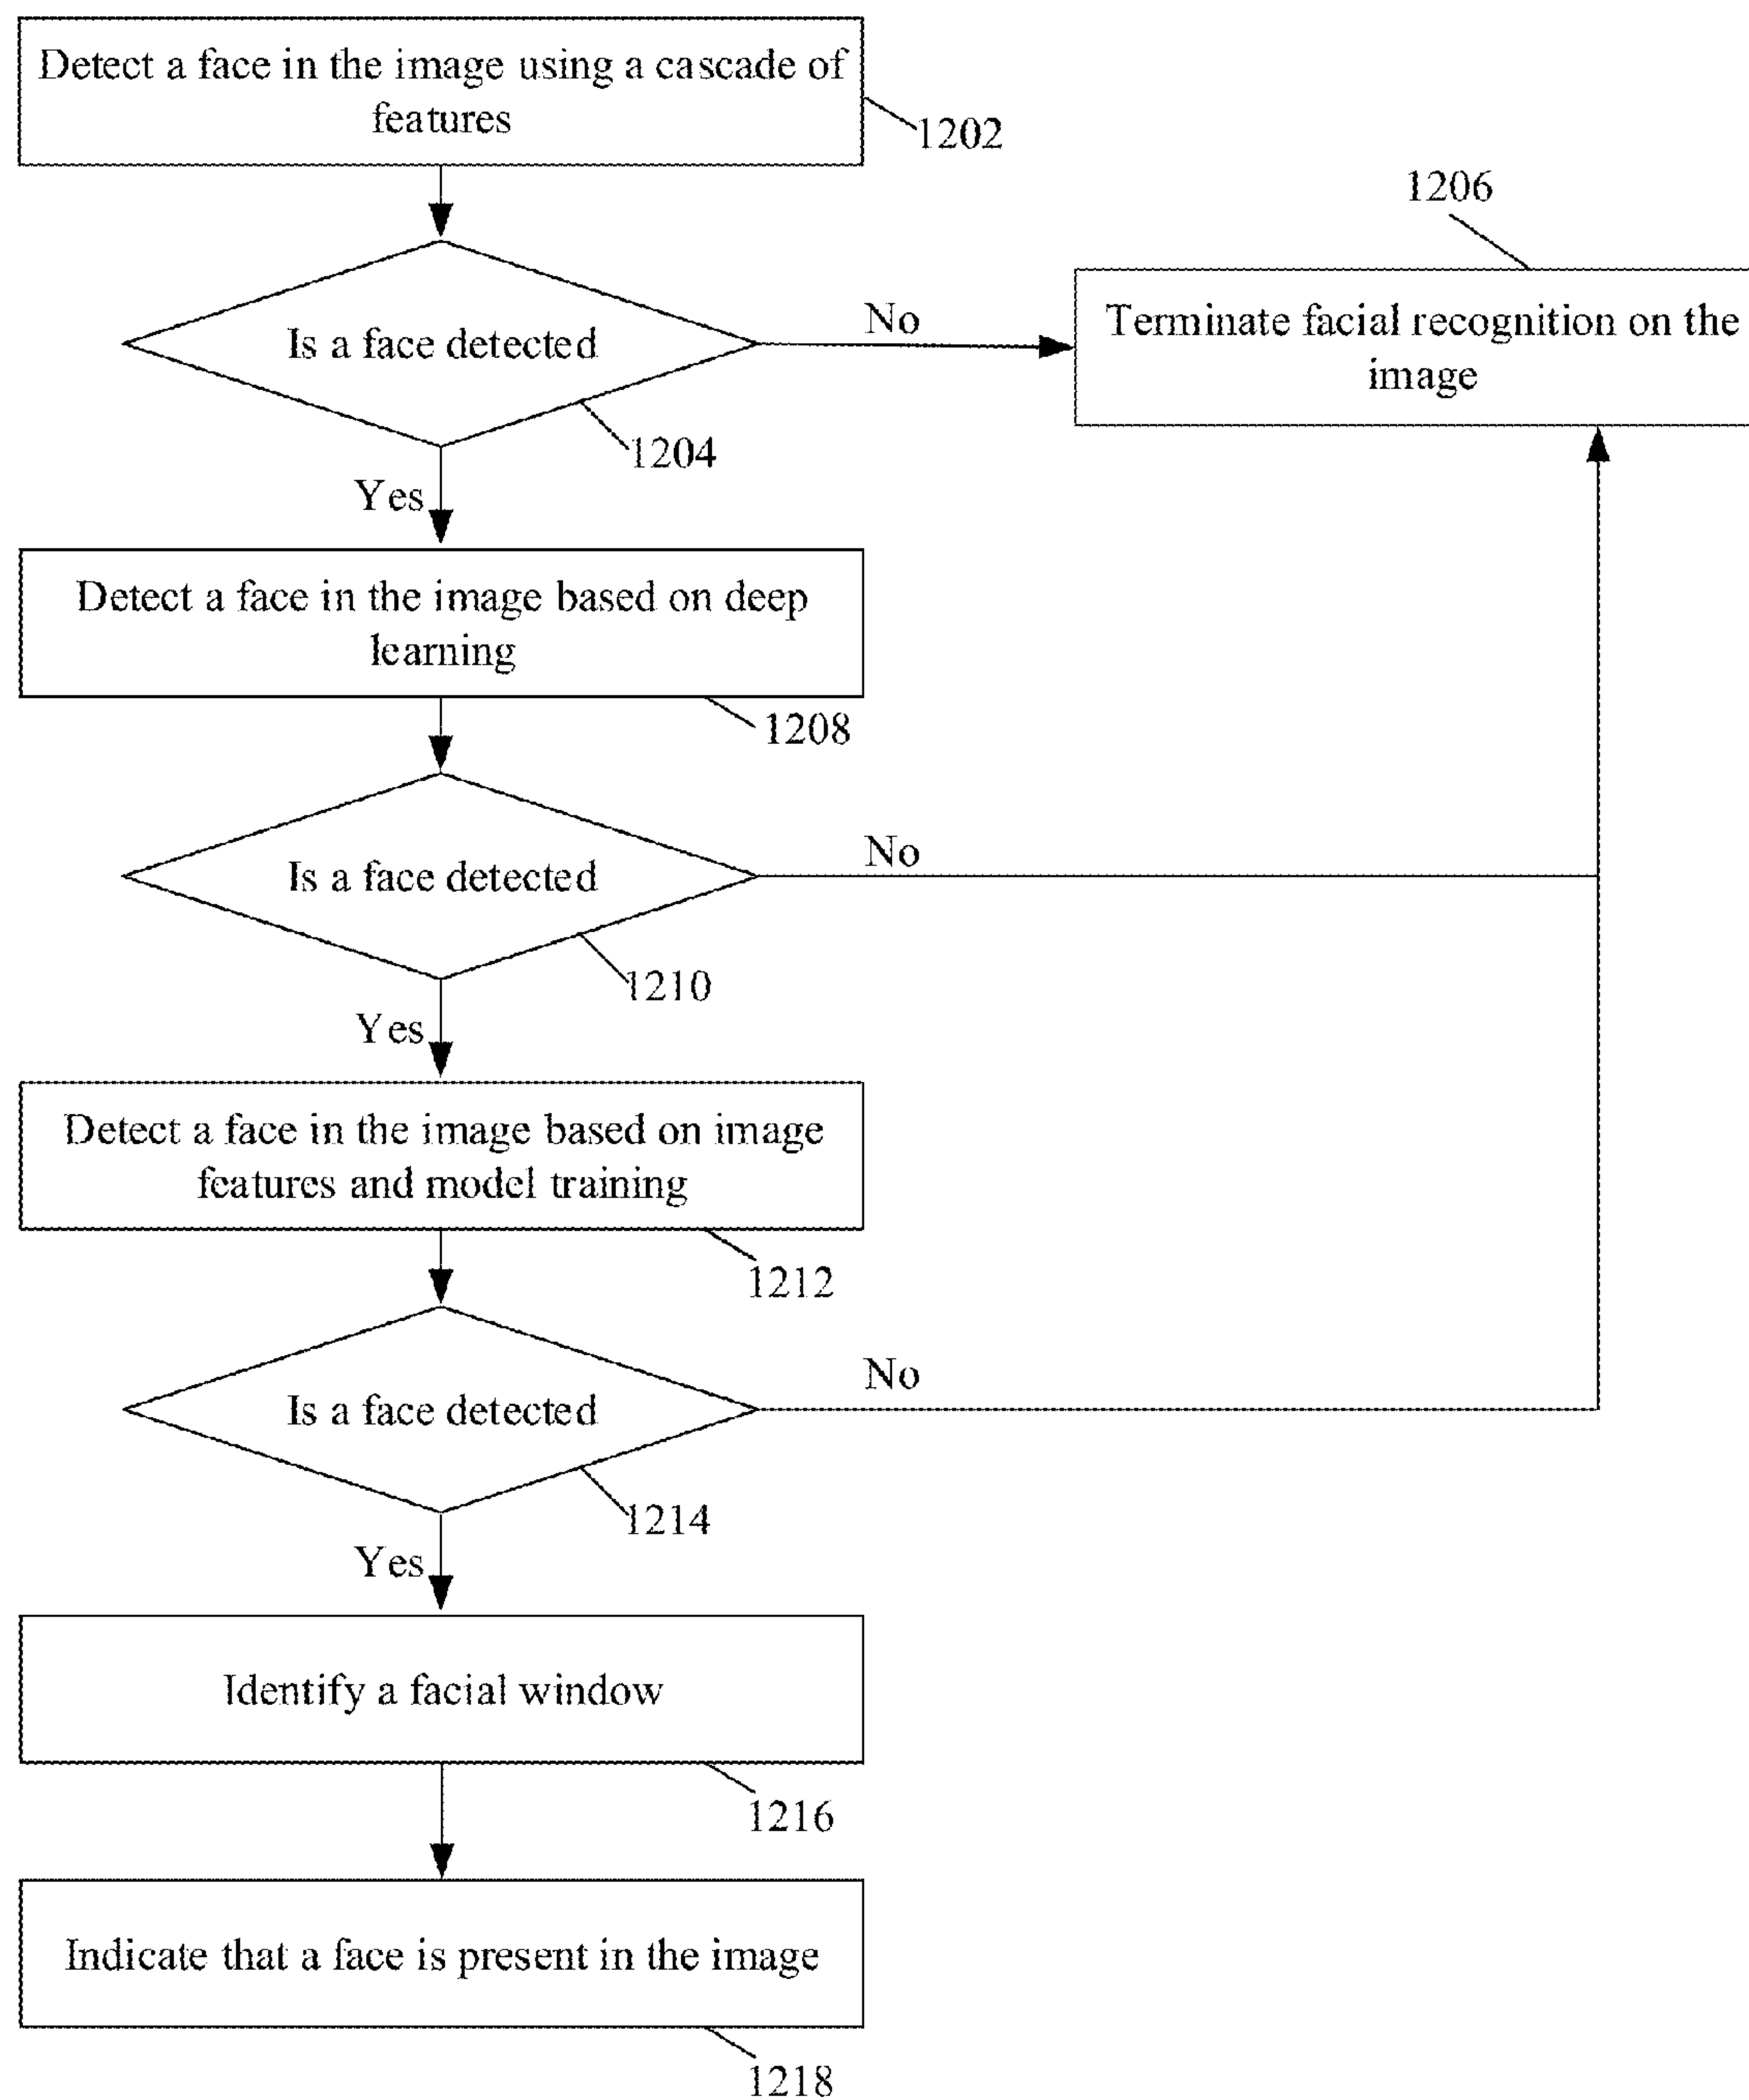 Detect a face in the image using a cascade of
features
1202
1206
Is a face detected
No
Terminate facial recognition on the
image
1204
Yes
Detect a face in the image based on deep
learning
1208
Is a face detected
No
1210
Yes
Detect a face in the image based on image
features and model training
1212
Is a face detected
No
1214
Yes
Identify a facial window
1216
Indicate that a face is present in the image
1218